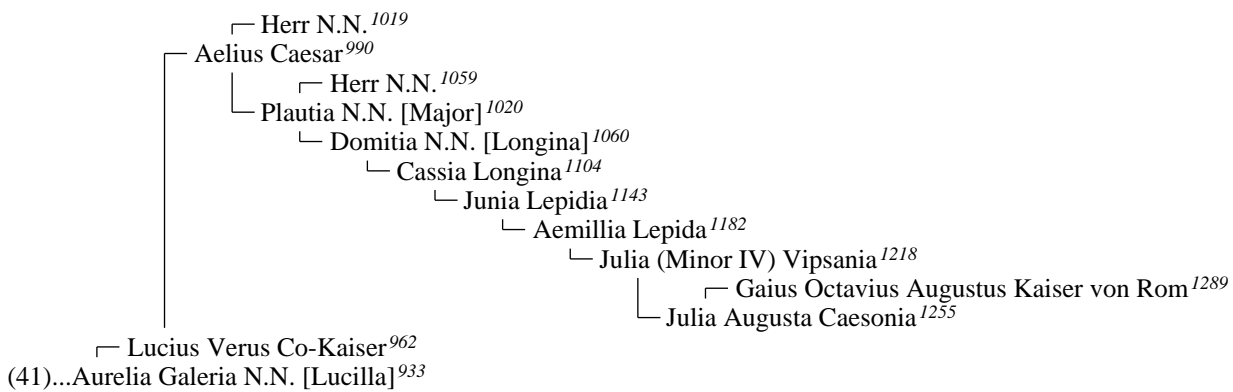 Herr N.N.1019
Aelius Caesar990
Herr N.N.1059
Plautia N.N. [Major]1020
Domitia N.N. [Longina]1060
Cassia Longina1104
Junia Lepidia1143
Aemillia Lepida1182
Julia (Minor IV) Vipsania1218
Gaius Octavius Augustus Kaiser von Rom1289
Julia Augusta Caesonia1255
Lucius Verus Co-Kaiser962
(41)...Aurelia Galeria N.N. [Lucilla]933